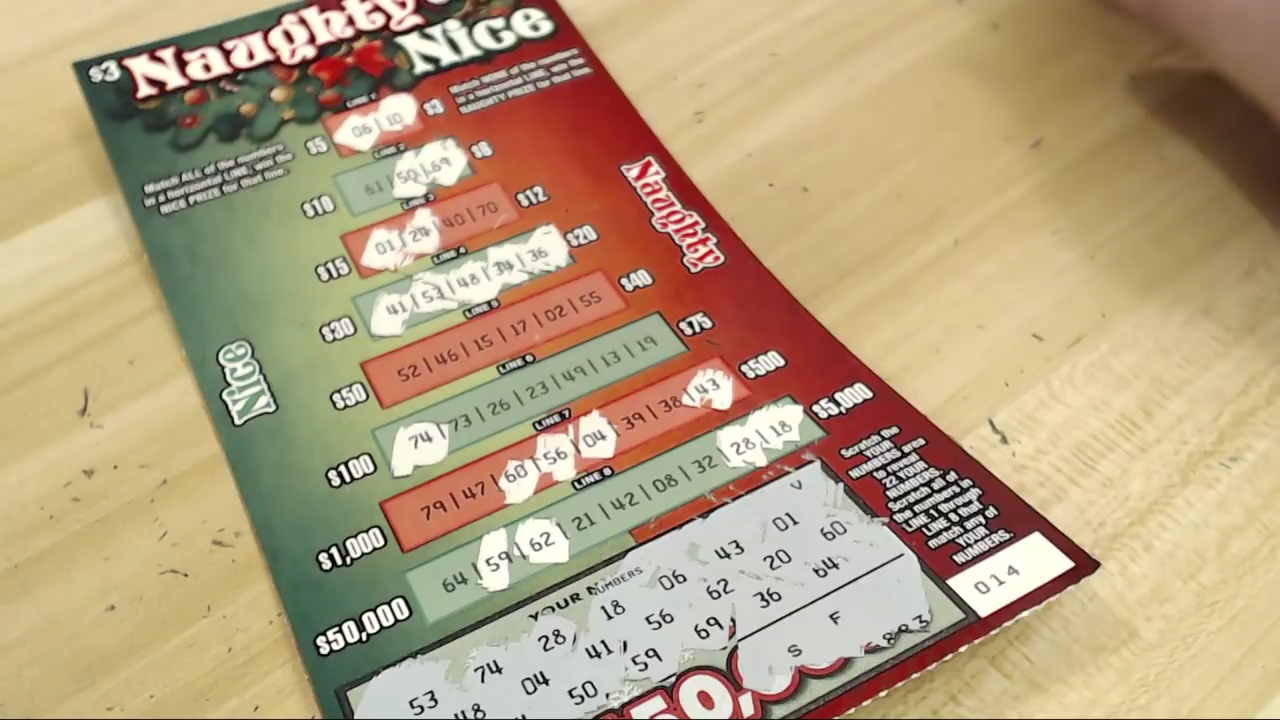 $3 Naughty
Nice
Match ALL of the numbers
in a horizontal LINE, win the
NICE PRIZE for that line.
Match NONE of the numbers
in a horizontal LINE, win the
NAUGHTY PRIZE for that line.
Nice
Naughty
LINE 1
$5 06 | 10 $3
LINE 2
$10 61 | 50 | 69 $6
LINE 3
$15 01 | 24 | 40 | 70 $12
LINE 4
$30 41 | 53 | 48 | 34 | 36 $20
LINE 5
$50 52 | 46 | 15 | 17 | 02 | 55 $40
LINE 6
$100 74 | 73 | 26 | 23 | 49 | 13 | 19 $75
LINE 7
$1,000 79 | 47 | 60 | 56 | 04 | 39 | 38 | 43 $500
LINE 8
$50,000 64 | 59 | 62 | 21 | 42 | 08 | 32 | 28 | 18 $5,000
Scratch the
YOUR
NUMBERS area
to reveal
22 YOUR
NUMBERS.
Scratch all of
the numbers in
LINE 1 through
LINE 8 that
match any of
YOUR
NUMBERS.
014
YOUR NUMBERS
V
53 74 28 18 06 43 01
48 04 41 56 62 20 60
50 59 69 36 64
S F
883